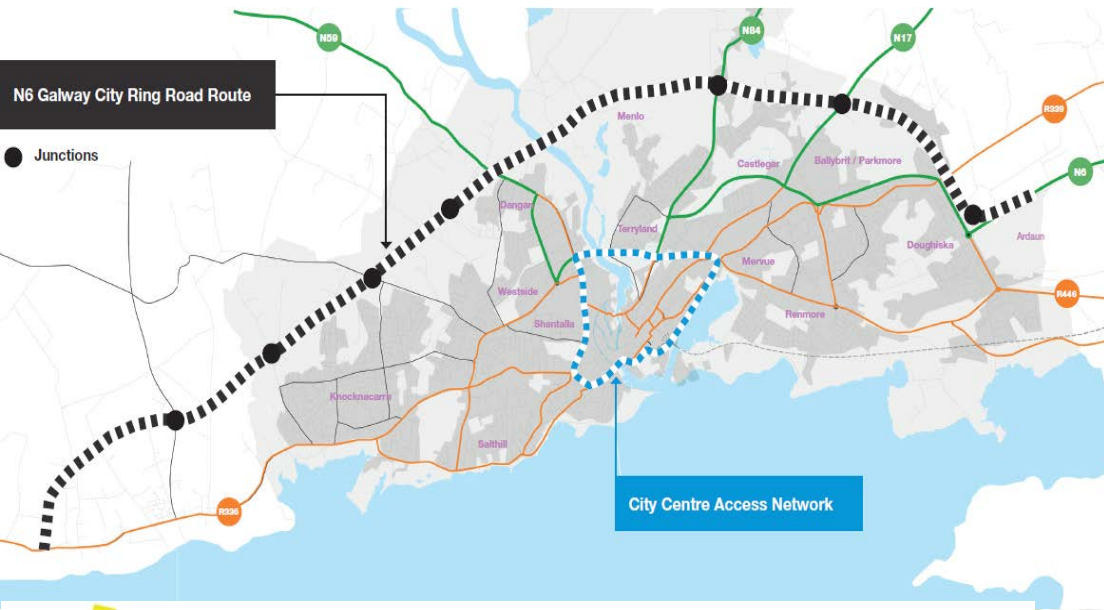 N59
N84
N17
N6 Galway City Ring Road Route
R339
Menlo
Junctions
Castlegar
Ballybrit / Parkmore
N6
Dangan
Terryland
Doughiska
Ardaun
Mervue
Westside
R446
Renmore
Shantalla
Knocknacarra
Salthill
City Centre Access Network
R336